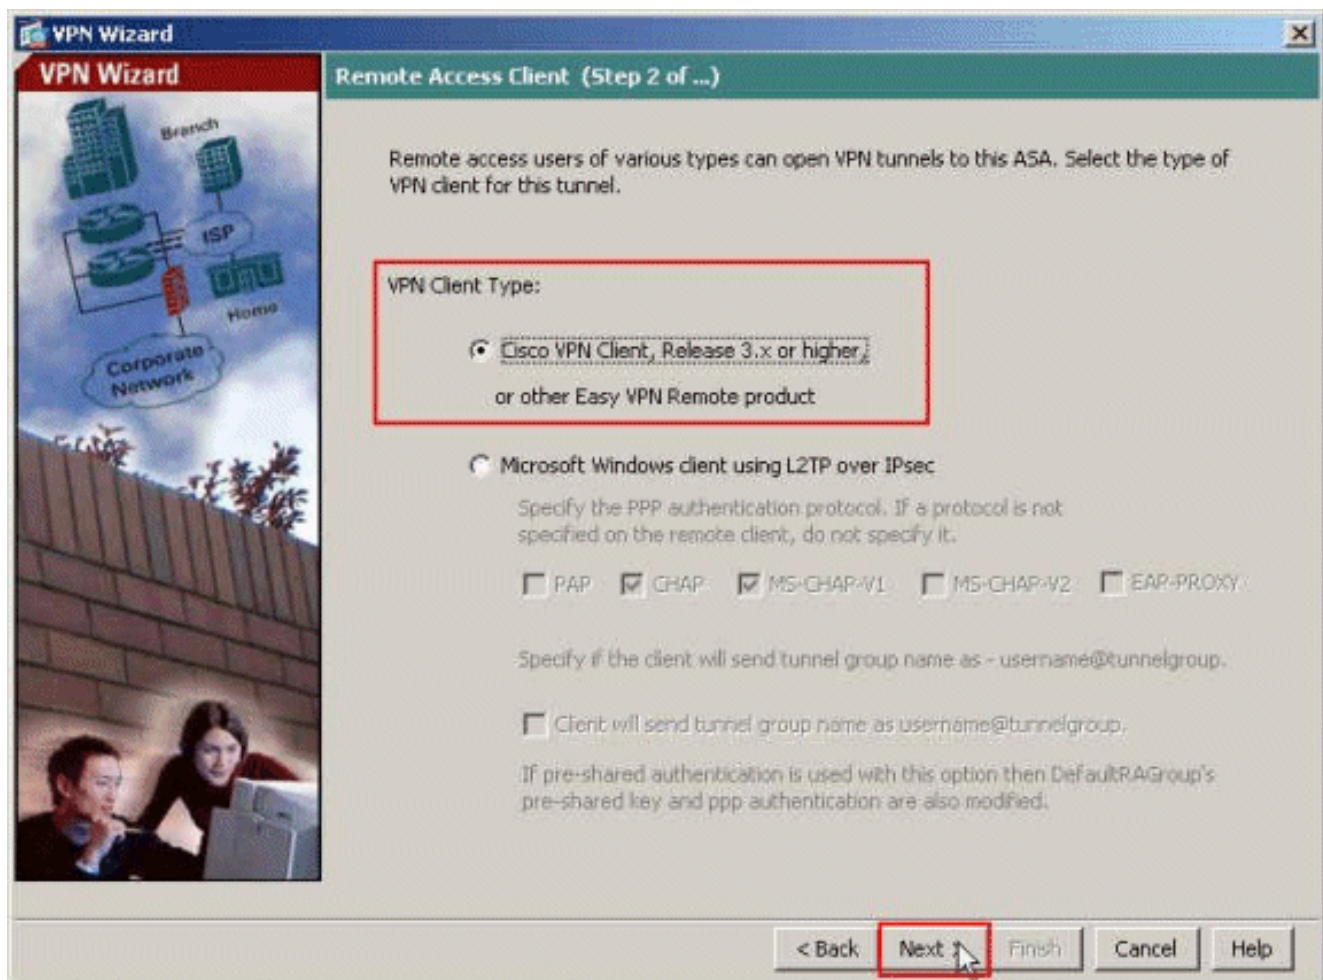 VPN Wizard
VPN Wizard
Remote Access Client (Step 2 of ...)
Branch
ISP
Home
Corporate
Network
Remote access users of various types can open VPN tunnels to this ASA. Select the type of
VPN client for this tunnel.
VPN Client Type:
Cisco VPN Client, Release 3.x or higher,
or other Easy VPN Remote product
Microsoft Windows client using L2TP over IPsec
Specify the PPP authentication protocol. If a protocol is not
specified on the remote client, do not specify it.
PAP CHAP MS-CHAP-V1 MS-CHAP-V2 EAP-PROXY
Specify if the client will send tunnel group name as - username@tunnelgroup.
Client will send tunnel group name as username@tunnelgroup.
If pre-shared authentication is used with this option then DefaultRAGroup's
pre-shared key and ppp authentication are also modified.
< Back Next > Finish Cancel Help